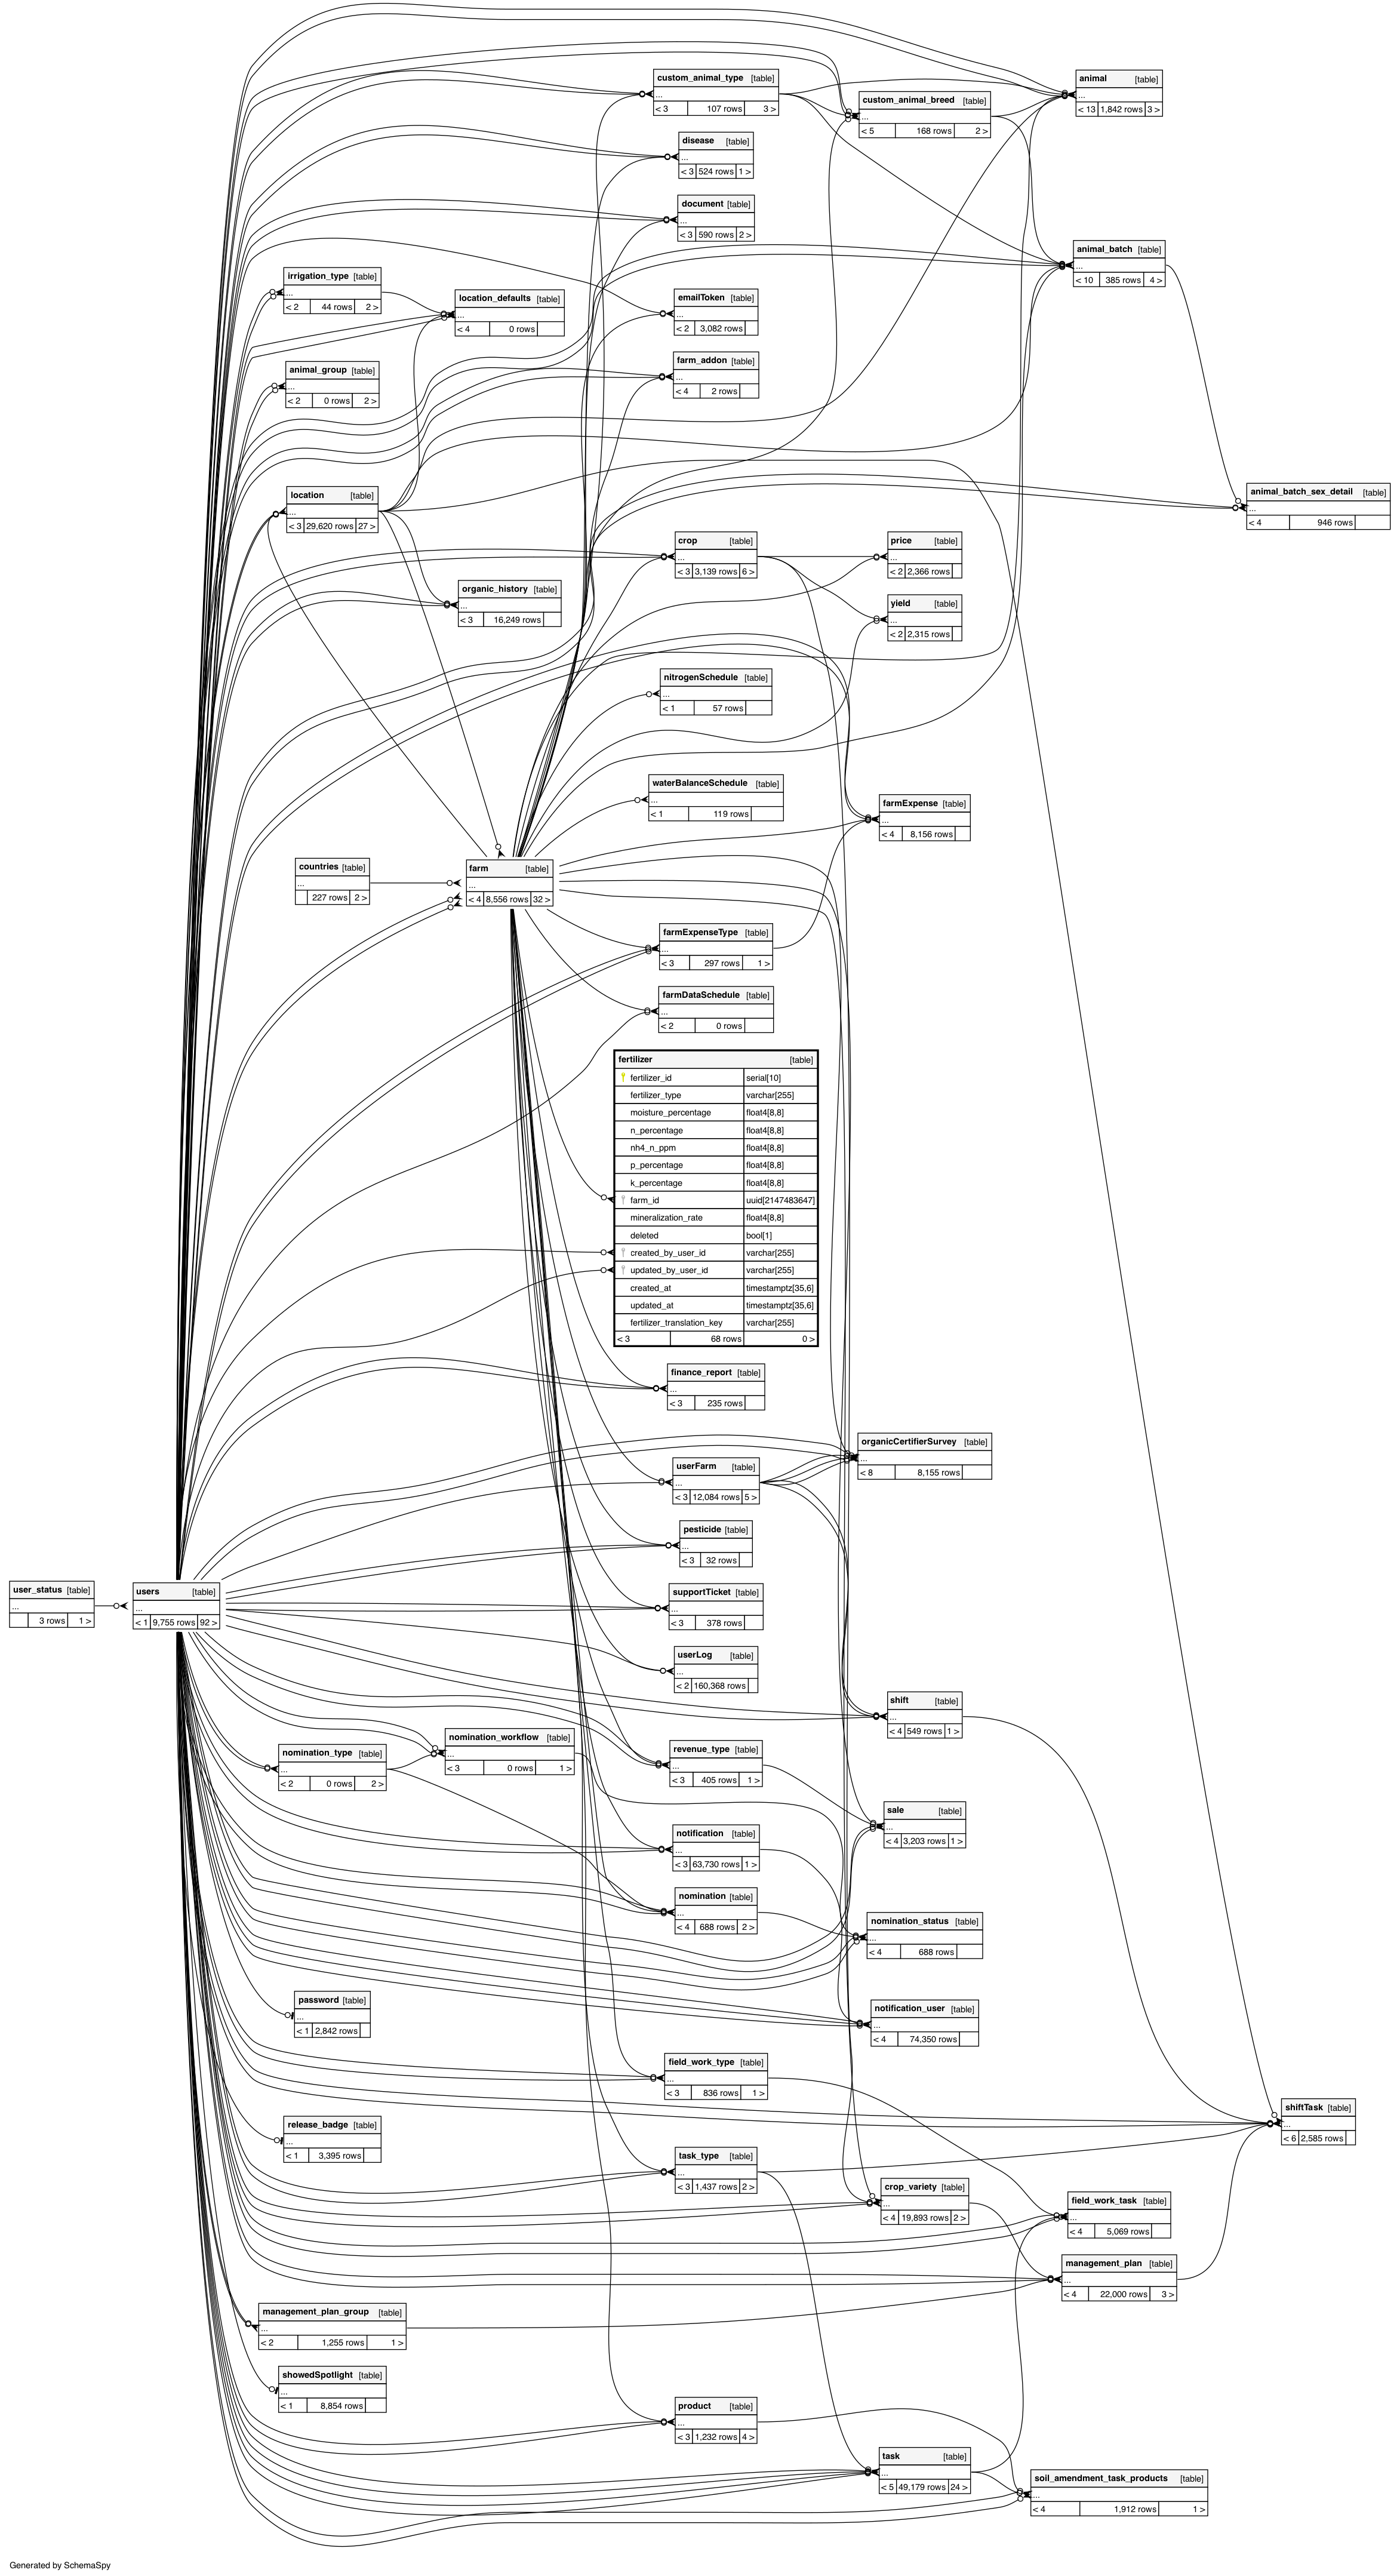 animal [table]
...
< 13 1,842 rows 3 >
custom_animal_type [table]
...
< 3 107 rows 3 >
custom_animal_breed [table]
...
< 5 168 rows 2 >
disease [table]
...
< 3 524 rows 1 >
document [table]
...
< 3 590 rows 2 >
animal_batch [table]
...
< 10 385 rows 4 >
irrigation_type [table]
...
< 2 44 rows 2 >
location_defaults [table]
...
< 4 0 rows
emailToken [table]
...
< 2 3,082 rows
farm_addon [table]
...
< 4 2 rows
animal_group [table]
...
< 2 0 rows 2 >
location [table]
...
< 3 29,620 rows 27 >
animal_batch_sex_detail [table]
...
< 4 946 rows
crop [table]
...
< 3 3,139 rows 6 >
price [table]
...
< 2 2,366 rows
organic_history [table]
...
< 3 16,249 rows
yield [table]
...
< 2 2,315 rows
nitrogenSchedule [table]
...
< 1 57 rows
waterBalanceSchedule [table]
...
< 1 119 rows
farmExpense [table]
...
< 4 8,156 rows
countries [table]
...
227 rows 2 >
farm [table]
...
< 4 8,556 rows 32 >
farmExpenseType [table]
...
< 3 297 rows 1 >
farmDataSchedule [table]
...
< 2 0 rows
fertilizer [table]
fertilizer_id serial[10]
fertilizer_type varchar[255]
moisture_percentage float4[8,8]
n_percentage float4[8,8]
nh4_n_ppm float4[8,8]
p_percentage float4[8,8]
k_percentage float4[8,8]
farm_id uuid[2147483647]
mineralization_rate float4[8,8]
deleted bool[1]
created_by_user_id varchar[255]
updated_by_user_id varchar[255]
created_at timestamptz[35,6]
updated_at timestamptz[35,6]
fertilizer_translation_key varchar[255]
< 3 68 rows 0 >
finance_report [table]
...
< 3 235 rows
organicCertifierSurvey [table]
...
< 8 8,155 rows
userFarm [table]
...
< 3 12,084 rows 5 >
pesticide [table]
...
< 3 32 rows
user_status [table]
...
3 rows 1 >
users [table]
...
< 1 9,755 rows 92 >
supportTicket [table]
...
< 3 378 rows
userLog [table]
...
< 2 160,368 rows
shift [table]
...
< 4 549 rows 1 >
nomination_workflow [table]
...
< 3 0 rows 1 >
nomination_type [table]
...
< 2 0 rows 2 >
revenue_type [table]
...
< 3 405 rows 1 >
sale [table]
...
< 4 3,203 rows 1 >
notification [table]
...
< 3 63,730 rows 1 >
nomination [table]
...
< 4 688 rows 2 >
nomination_status [table]
...
< 4 688 rows
password [table]
...
< 1 2,842 rows
notification_user [table]
...
< 4 74,350 rows
field_work_type [table]
...
< 3 836 rows 1 >
shiftTask [table]
...
< 6 2,585 rows
release_badge [table]
...
< 1 3,395 rows
task_type [table]
...
< 3 1,437 rows 2 >
crop_variety [table]
...
< 4 19,893 rows 2 >
field_work_task [table]
...
< 4 5,069 rows
management_plan [table]
...
< 4 22,000 rows 3 >
management_plan_group [table]
...
< 2 1,255 rows 1 >
showedSpotlight [table]
...
< 1 8,854 rows
product [table]
...
< 3 1,232 rows 4 >
task [table]
...
< 5 49,179 rows 24 >
soil_amendment_task_products [table]
...
< 4 1,912 rows 1 >
Generated by SchemaSpy